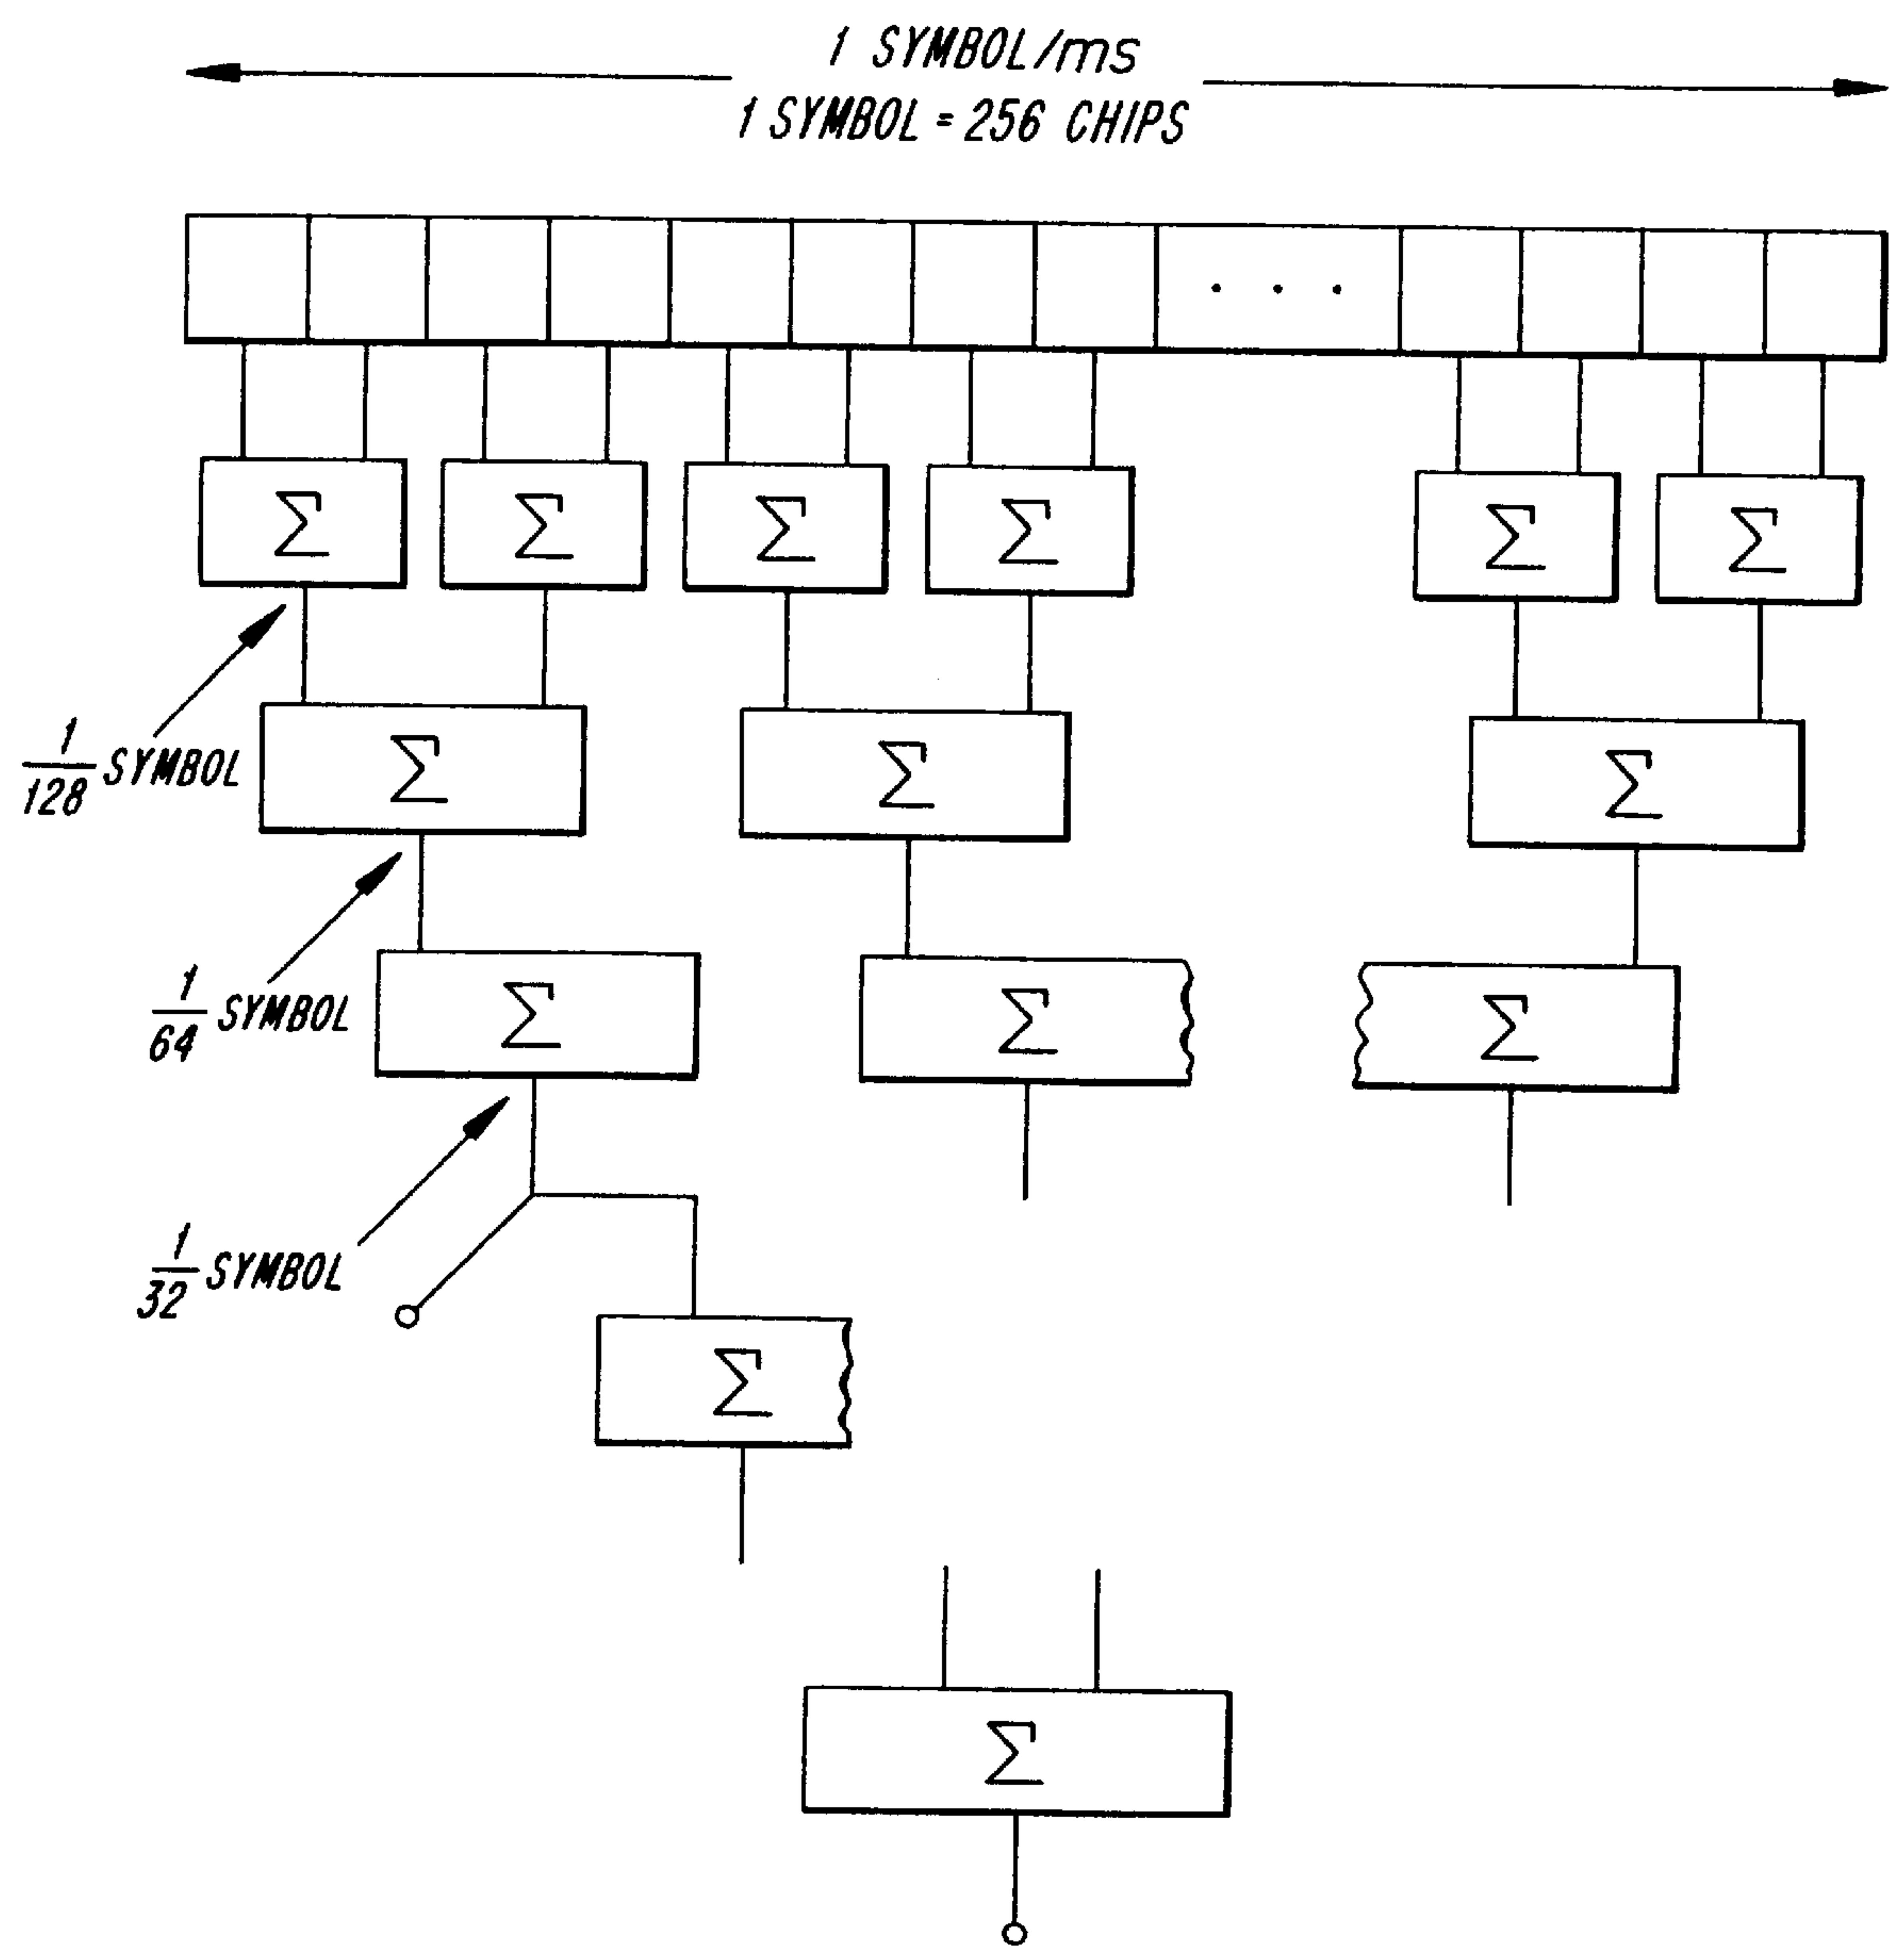 1 SYMBOL/ms
1 SYMBOL = 256 CHIPS
. . .
Σ Σ Σ Σ Σ Σ
1/128 SYMBOL
Σ Σ Σ
1/64 SYMBOL
Σ Σ Σ
1/32 SYMBOL
Σ
Σ